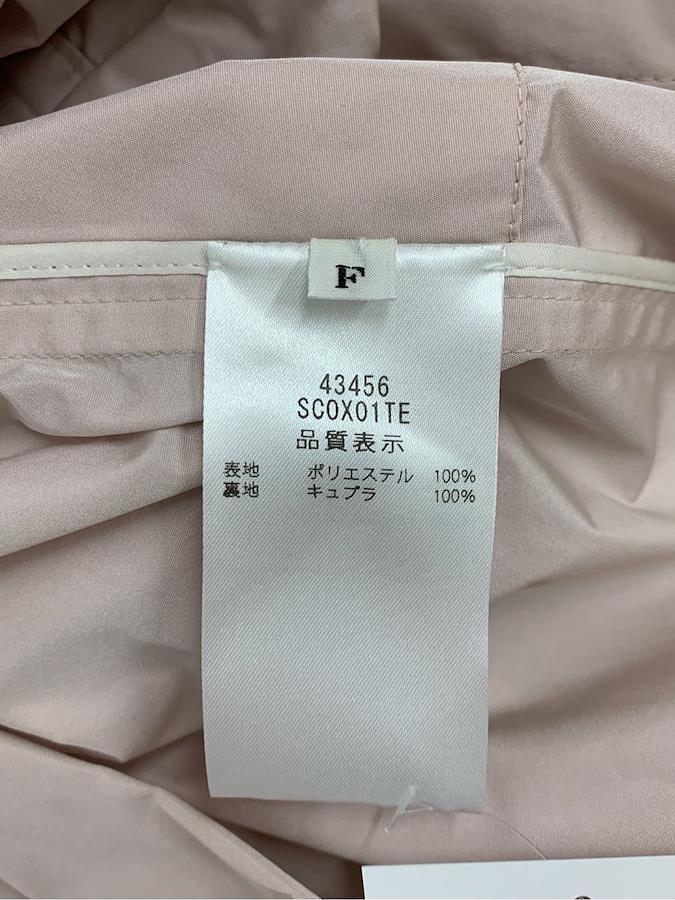 F
43456
SCOX01TE
品質表示
表地 ポリエステル 100%
裏地 キュプラ 100%